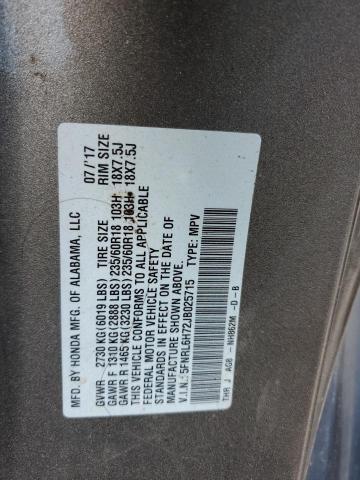 MFD. BY HONDA MFG. OF ALABAMA, LLC 07/'17
TIRE SIZE RIM SIZE
GVWR 2730 KG(6019 LBS)
GAWR F 1310 KG(2888 LBS) 235/60R18 103H 18X7.5J
GAWR R 1465 KG(3230 LBS) 235/60R18 103H 18X7.5J
THIS VEHICLE CONFORMS TO ALL APPLICABLE
FEDERAL MOTOR VEHICLE SAFETY
STANDARDS IN EFFECT ON THE DATE OF
MANUFACTURE SHOWN ABOVE.
V.I.N.: 5FNRL6H72JB025715 TYPE: MPV
THR J AGB -NH862M -D-B